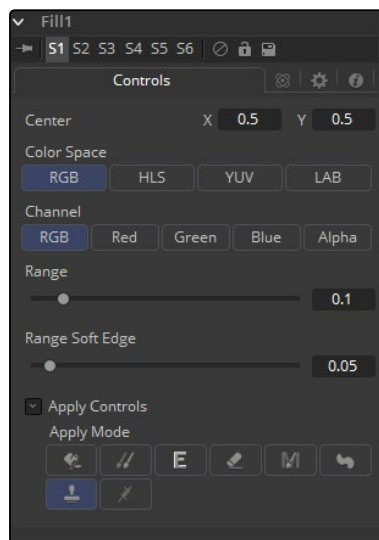 Fill1
S1 S2 S3 S4 S5 S6
Controls
Center X 0.5 Y 0.5
Color Space
RGB HLS YUV LAB
Channel
RGB Red Green Blue Alpha
Range
0.1
Range Soft Edge
0.05
Apply Controls
Apply Mode
E